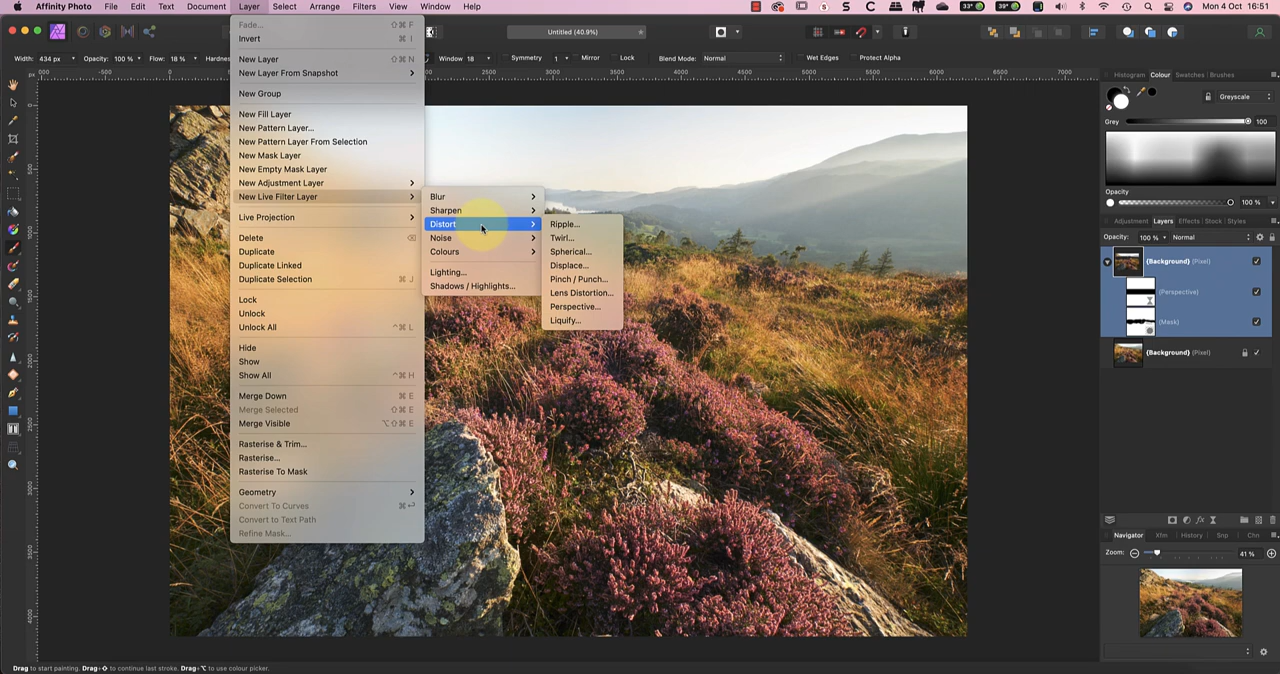 Affinity Photo File Edit Text Document Layer Select Arrange Filters View Window Help 33° 39° Mon 4 Oct 16:51
Untitled (40.9%)
Width: 434 px Opacity: 100 % Flow: 18 % Hardnes Window 18 Symmetry 1 Mirror Lock Blend Mode: Normal Wet Edges Protect Alpha
Fade... ⇧⌘ F
Invert ⌘ I
New Layer ⇧⌘ N
New Layer From Snapshot
New Group
New Fill Layer
New Pattern Layer...
New Pattern Layer From Selection
New Mask Layer
New Empty Mask Layer
New Adjustment Layer
New Live Filter Layer
Live Projection
Delete
Duplicate
Duplicate Linked
Duplicate Selection ⌘ J
Lock
Unlock
Unlock All ⌃⌘ L
Hide
Show
Show All ⌃⌘ H
Merge Down ⌘ E
Merge Selected ⇧⌘ E
Merge Visible ⌥⇧⌘ E
Rasterise & Trim...
Rasterise...
Rasterise To Mask
Geometry
Convert To Curves ⌘↩
Convert to Text Path
Refine Mask...
Blur
Sharpen
Distort
Noise
Colours
Lighting...
Shadows / Highlights...
Ripple...
Twirl...
Spherical...
Displace...
Pinch / Punch...
Lens Distortion...
Perspective...
Liquify...
Histogram Colour Swatches Brushes
Greyscale
Grey 100
Opacity
100 %
Adjustment Layers Effects Stock Styles
Opacity: 100 % Normal
(Background) (Pixel)
(Perspective)
(Mask)
(Background) (Pixel)
Navigator Xfm History Snp Chn
Zoom: 41 %
Drag to start painting. Drag+⇧ to continue last stroke. Drag+⌥ to use colour picker.